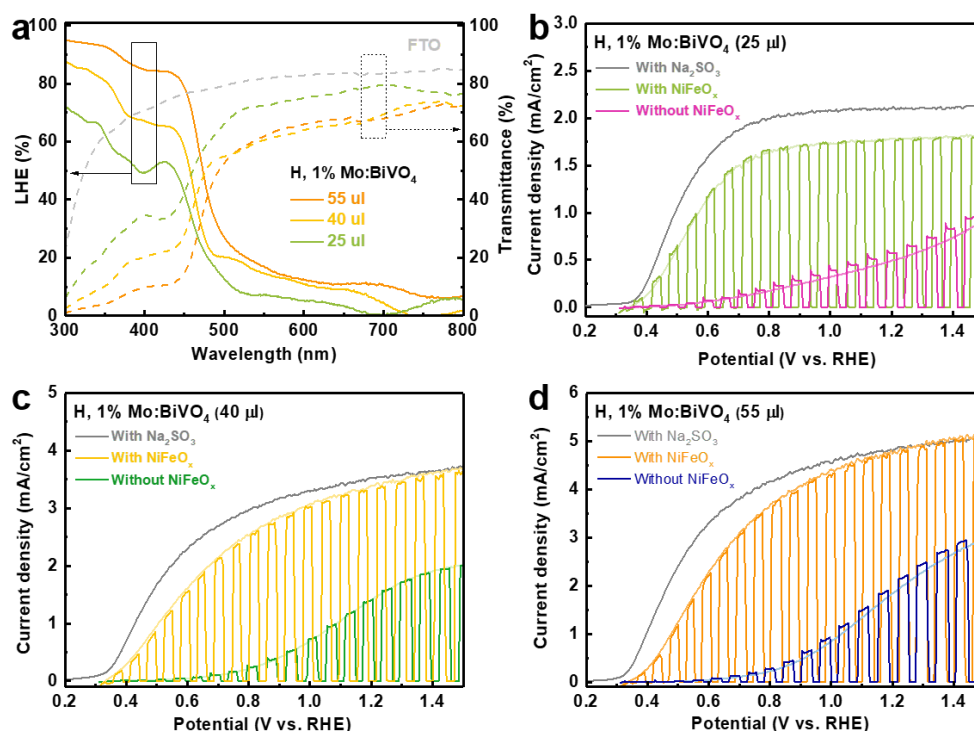 a
FTO
H, 1% Mo:BiVO₄
55 ul
40 ul
25 ul
LHE (%)
Transmittance (%)
Wavelength (nm)
0 20 40 60 80 100
0 20 40 60 80 100
300 400 500 600 700 800
b
H, 1% Mo:BiVO₄ (25 µl)
With Na₂SO₃
With NiFeOₓ
Without NiFeOₓ
Current density (mA/cm²)
0.0 0.5 1.0 1.5 2.0 2.5 3.0
0.2 0.4 0.6 0.8 1.0 1.2 1.4
Potential (V vs. RHE)
c
H, 1% Mo:BiVO₄ (40 µl)
With Na₂SO₃
With NiFeOₓ
Without NiFeOₓ
Current density (mA/cm²)
0 1 2 3 4 5
0.2 0.4 0.6 0.8 1.0 1.2 1.4
Potential (V vs. RHE)
d
H, 1% Mo:BiVO₄ (55 µl)
With Na₂SO₃
With NiFeOₓ
Without NiFeOₓ
Current density (mA/cm²)
0 1 2 3 4 5 6
0.2 0.4 0.6 0.8 1.0 1.2 1.4
Potential (V vs. RHE)